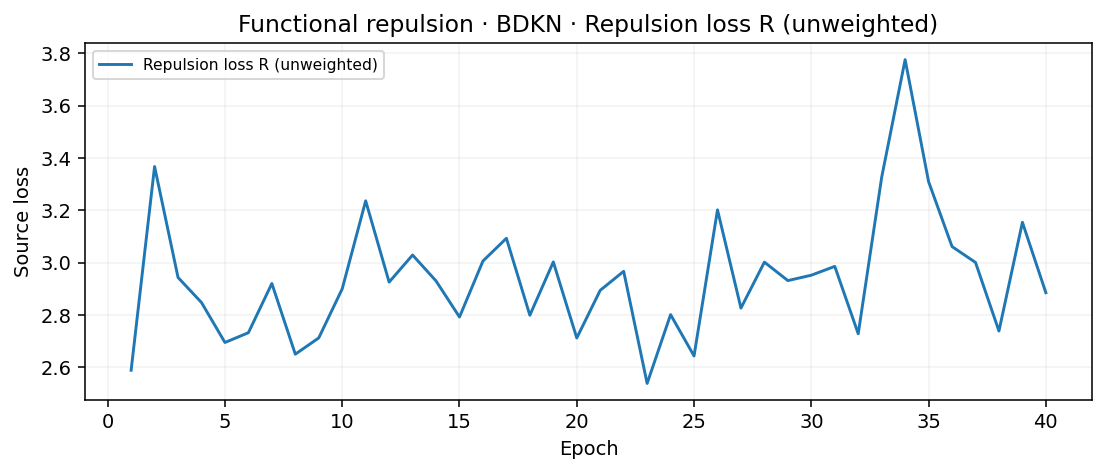 Functional repulsion · BDKN · Repulsion loss R (unweighted)
Repulsion loss R (unweighted)
Source loss
3.8
3.6
3.4
3.2
3.0
2.8
2.6
0 5 10 15 20 25 30 35 40
Epoch